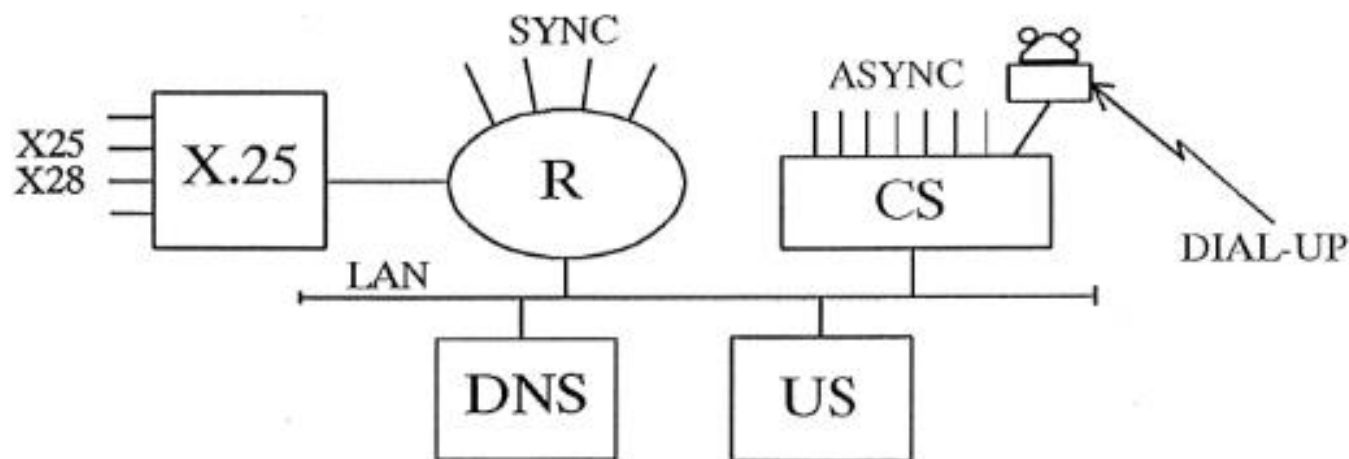 SYNC
ASYNC
X25
X28
X.25
R
CS
DIAL-UP
LAN
DNS
US